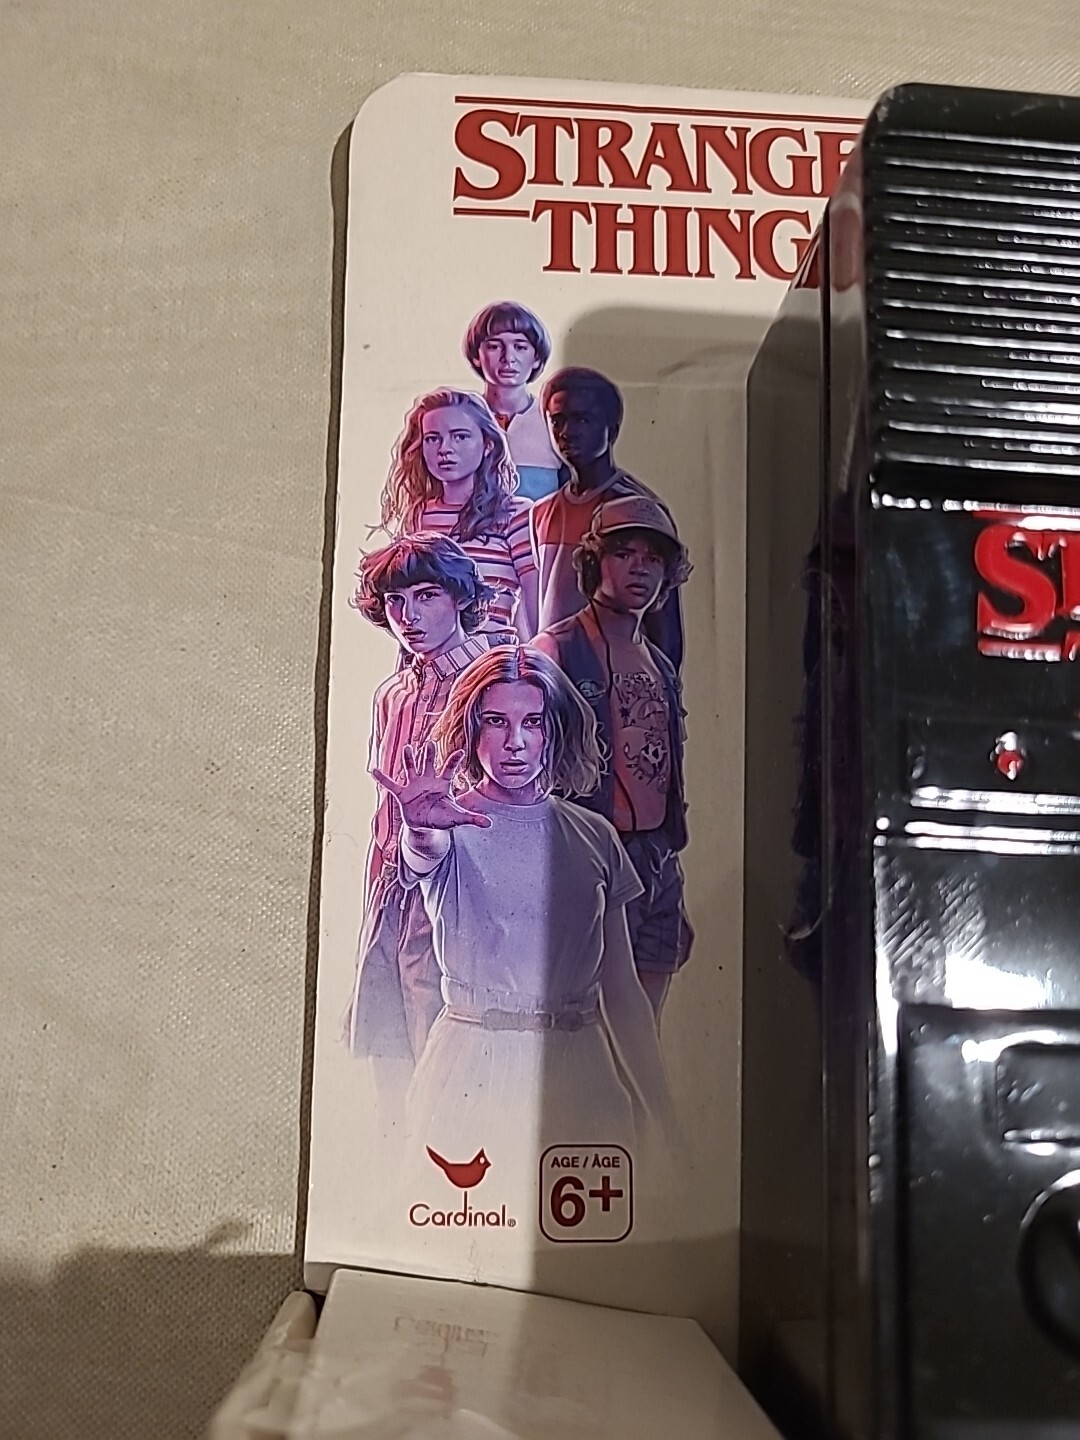 STRANGE
THING
Cardinal®
AGE / ÂGE
6+
S